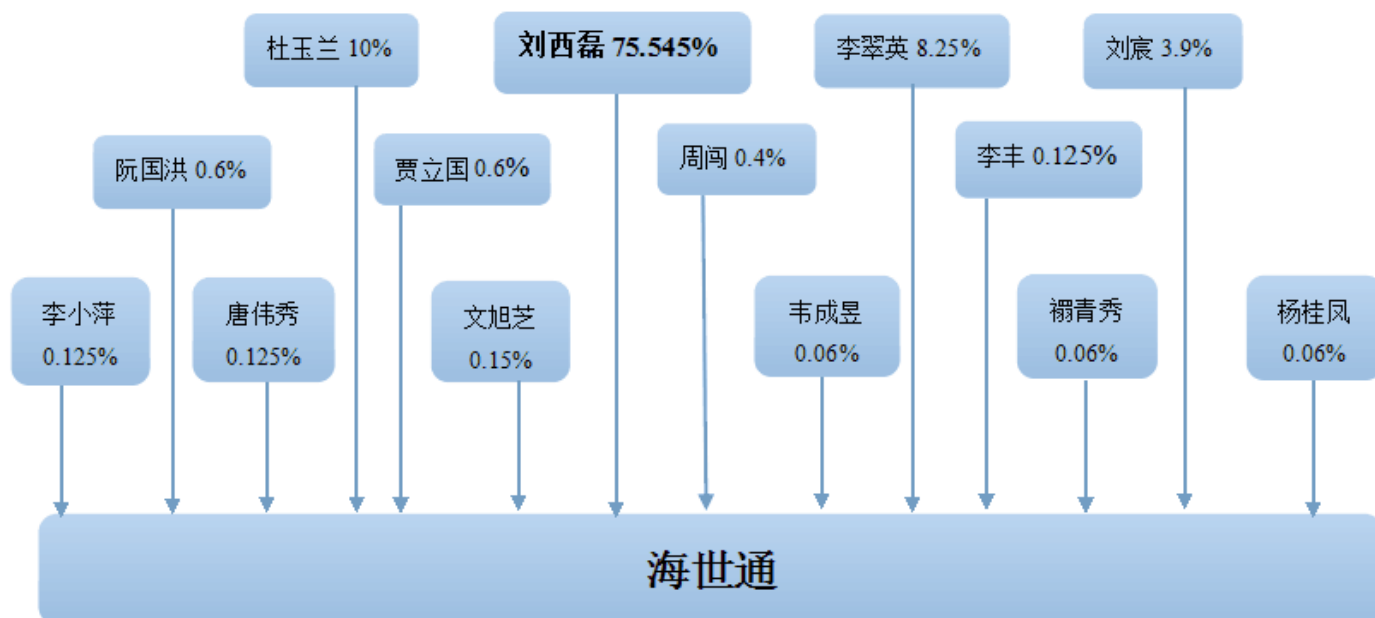 杜玉兰 10%
刘西磊 75.545%
李翠英 8.25%
刘宸 3.9%
阮国洪 0.6%
贾立国 0.6%
周闯 0.4%
李丰 0.125%
李小萍
0.125%
唐伟秀
0.125%
文旭芝
0.15%
韦成昱
0.06%
禤青秀
0.06%
杨桂凤
0.06%
海世通